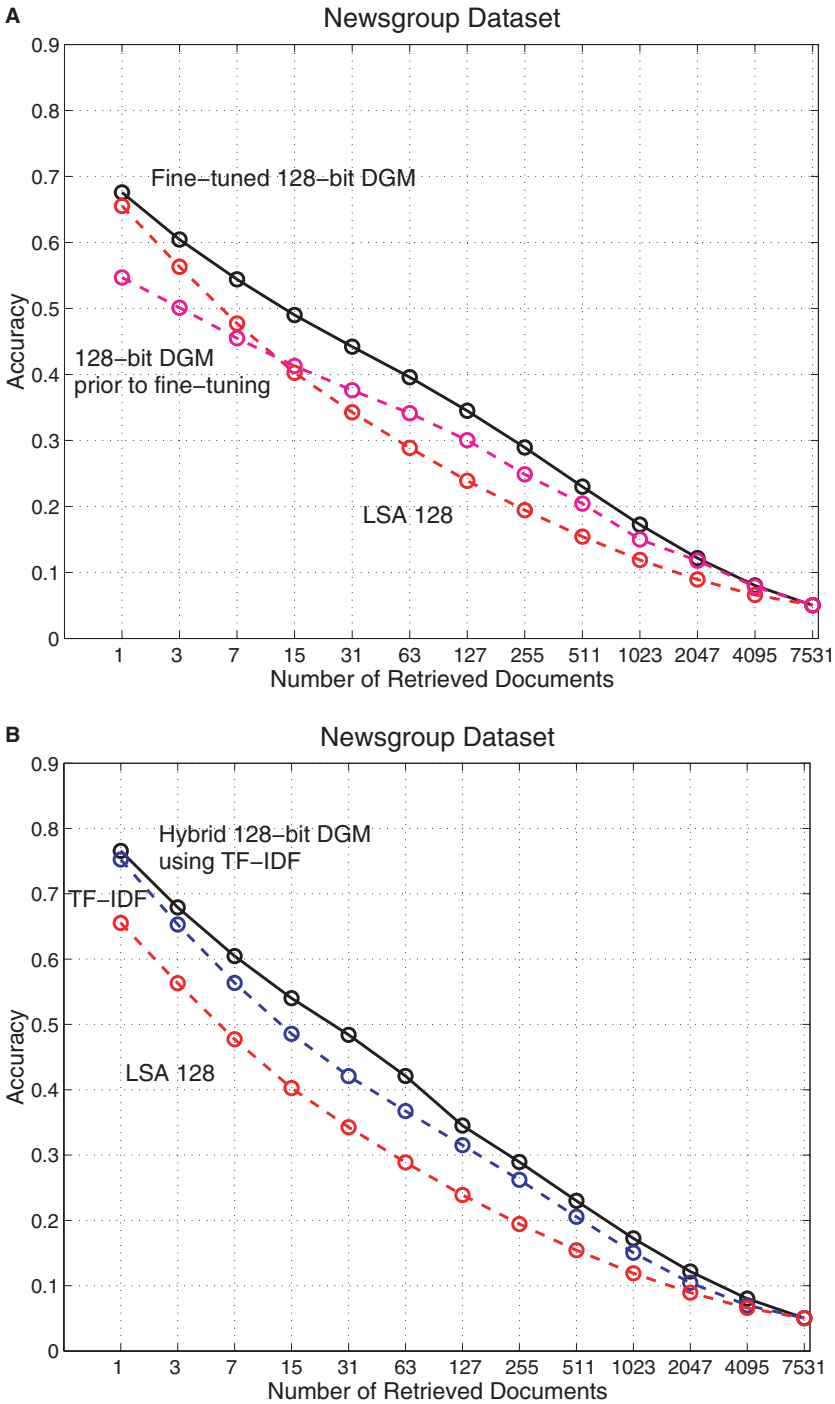 A
Newsgroup Dataset
0.9
0.8
0.7
0.6
0.5
0.4
0.3
0.2
0.1
0
Accuracy
Fine−tuned 128−bit DGM
128−bit DGM
prior to fine−tuning
LSA 128
1 3 7 15 31 63 127 255 511 1023 2047 4095 7531
Number of Retrieved Documents
B
Newsgroup Dataset
0.9
0.8
0.7
0.6
0.5
0.4
0.3
0.2
0.1
0
Accuracy
Hybrid 128−bit DGM
using TF−IDF
TF−IDF
LSA 128
1 3 7 15 31 63 127 255 511 1023 2047 4095 7531
Number of Retrieved Documents